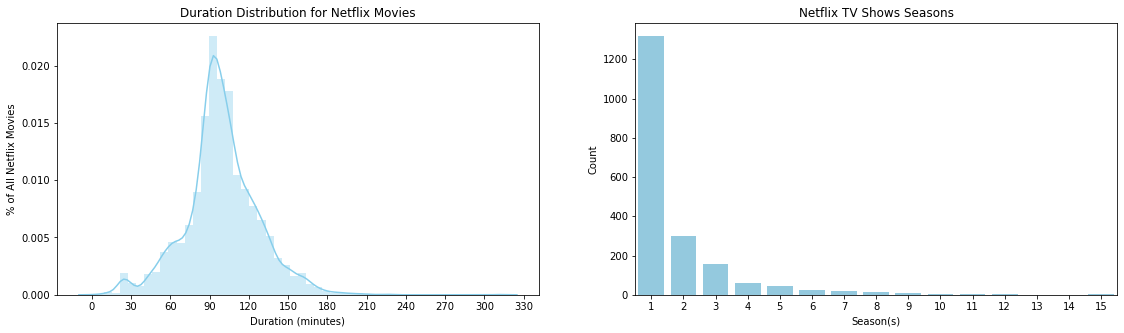 Duration Distribution for Netflix Movies
% of All Netflix Movies
0.020
0.015
0.010
0.005
0.000
0 30 60 90 120 150 180 210 240 270 300 330
Duration (minutes)
Netflix TV Shows Seasons
Count
1200
1000
800
600
400
200
0
1 2 3 4 5 6 7 8 9 10 11 12 13 14 15
Season(s)